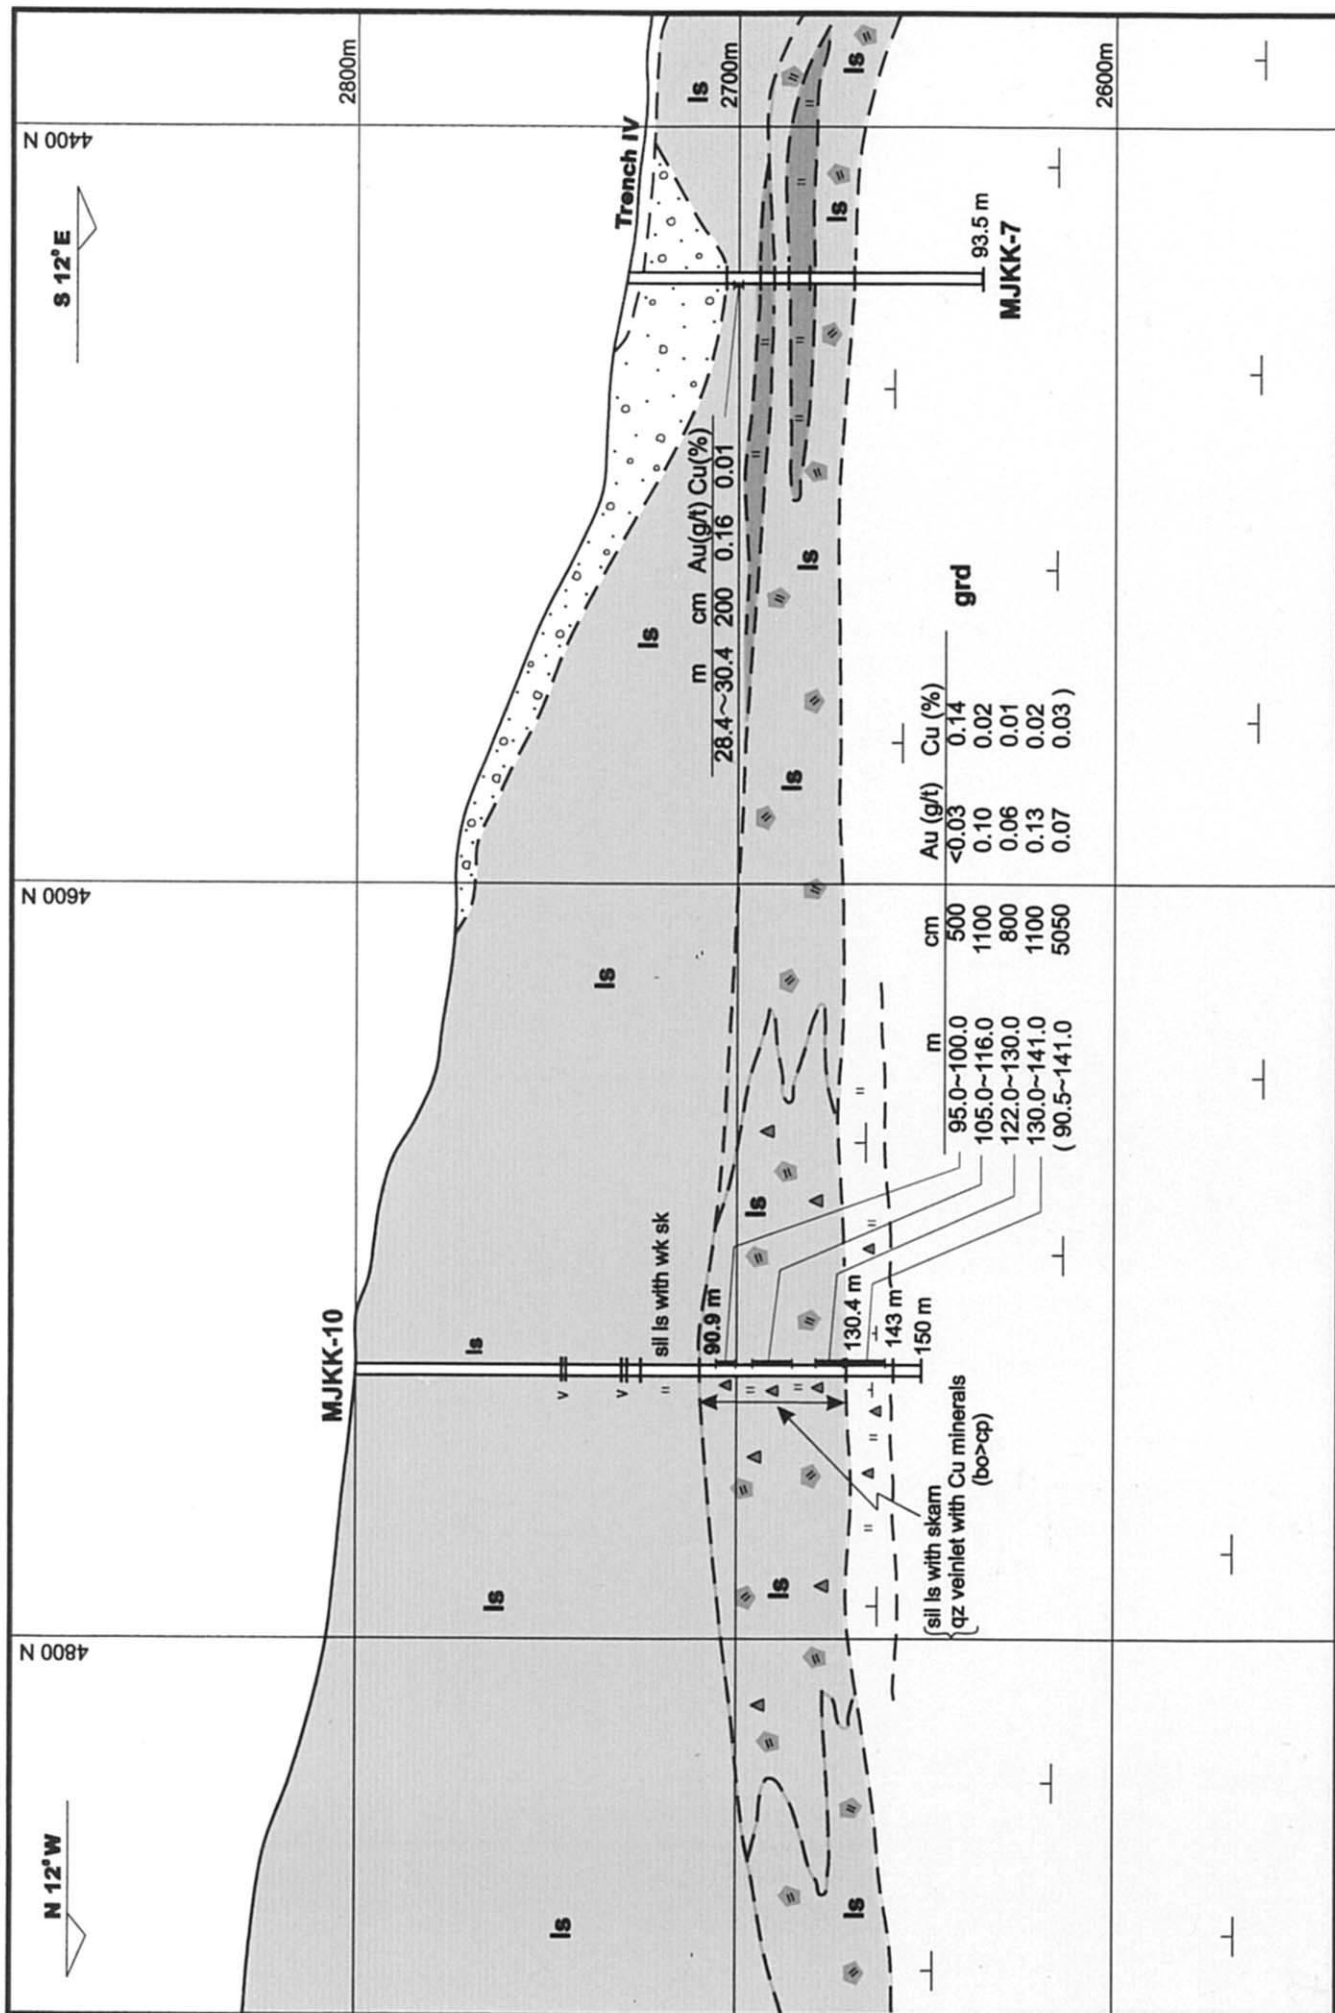 N 12°W
S 12°E
4800 N
4600 N
4400 N
2800m
2700m
2600m
MJKK-10
Trench IV
MJKK-7
93.5 m
ls
ls
ls
ls
ls
ls
sil ls with wk sk
v
v
90.9 m
130.4 m
143 m
150 m
ls
ls
ls
ls
ls
ls
ls
m cm Au(g/t) Cu(%)
28.4~30.4 200 0.16 0.01
sil ls with skarn
qz veinlet with Cu minerals
(bo>cp)
m cm Au (g/t) Cu (%)
95.0~100.0 500 <0.03 0.14
105.0~116.0 1100 0.10 0.02
122.0~130.0 800 0.06 0.01
130.0~141.0 1100 0.13 0.02
( 90.5~141.0 5050 0.07 0.03 )
grd